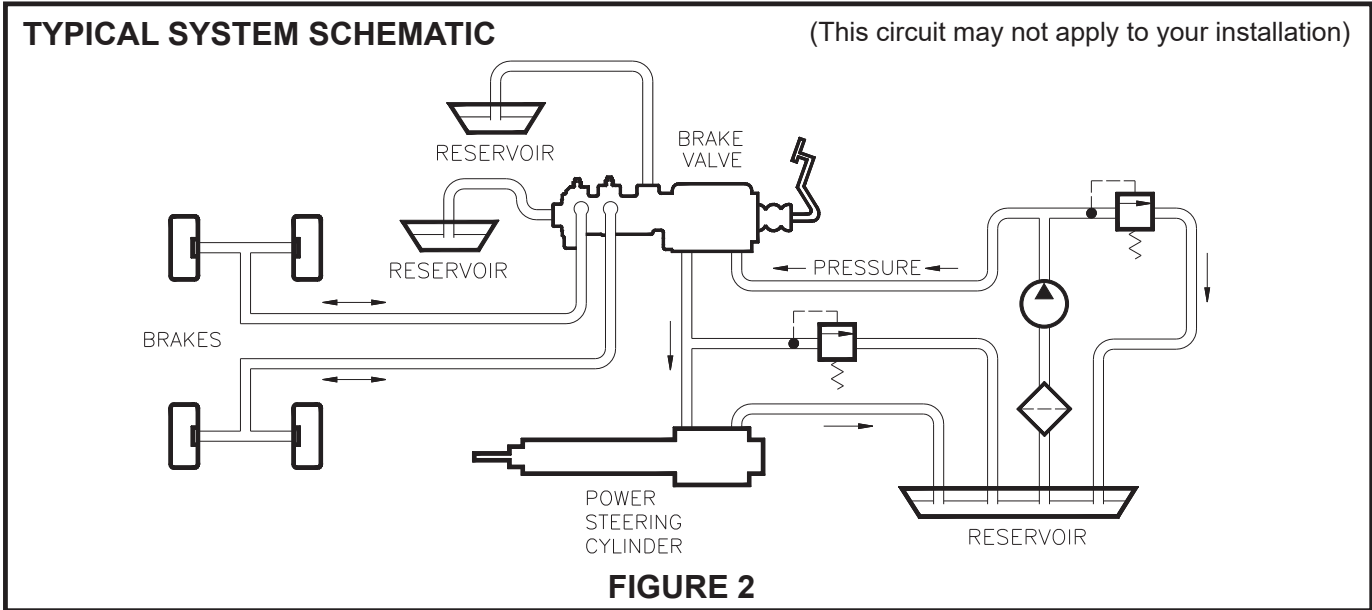 TYPICAL SYSTEM SCHEMATIC
(This circuit may not apply to your installation)
RESERVOIR
BRAKE
VALVE
RESERVOIR
PRESSURE
BRAKES
POWER
STEERING
CYLINDER
RESERVOIR
FIGURE 2